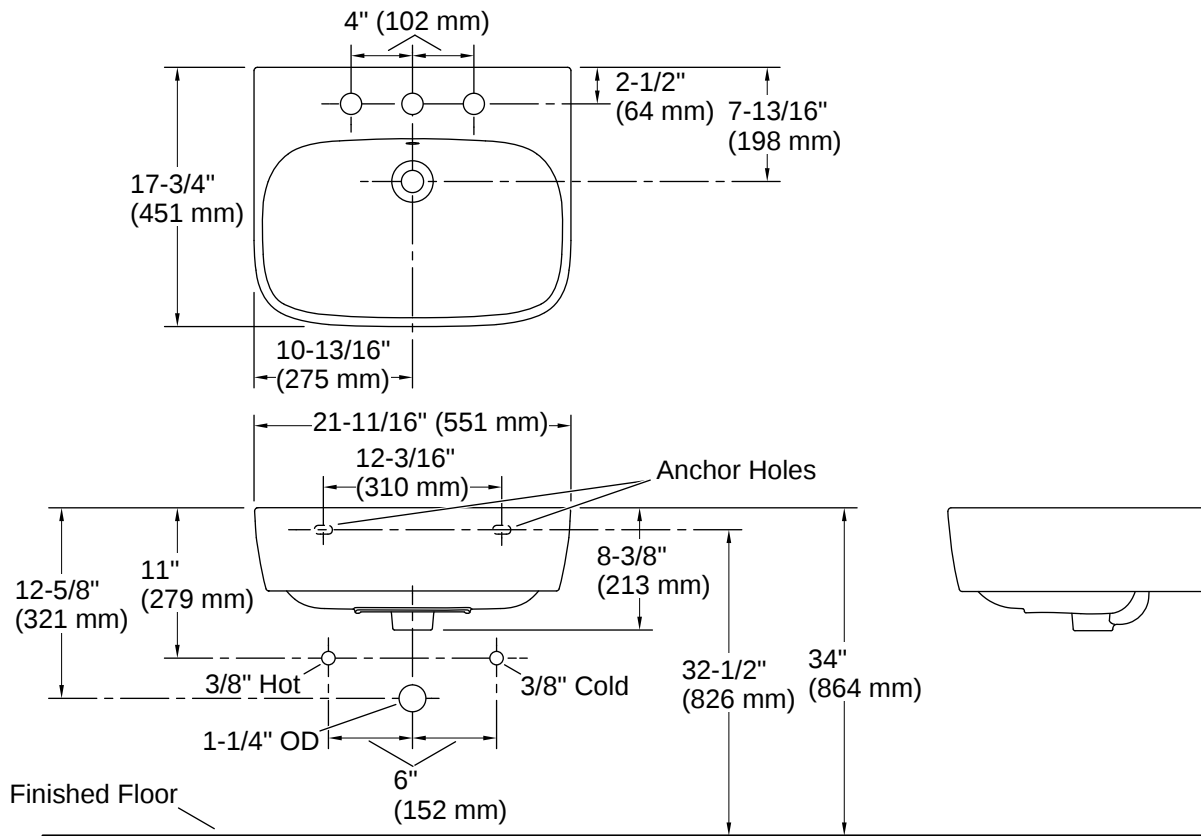 4" (102 mm)
2-1/2"
(64 mm)
7-13/16"
(198 mm)
17-3/4"
(451 mm)
10-13/16"
(275 mm)
21-11/16" (551 mm)
12-3/16"
(310 mm)
Anchor Holes
8-3/8"
(213 mm)
11"
(279 mm)
12-5/8"
(321 mm)
3/8" Hot
3/8" Cold
32-1/2"
(826 mm)
34"
(864 mm)
1-1/4" OD
6"
(152 mm)
Finished Floor